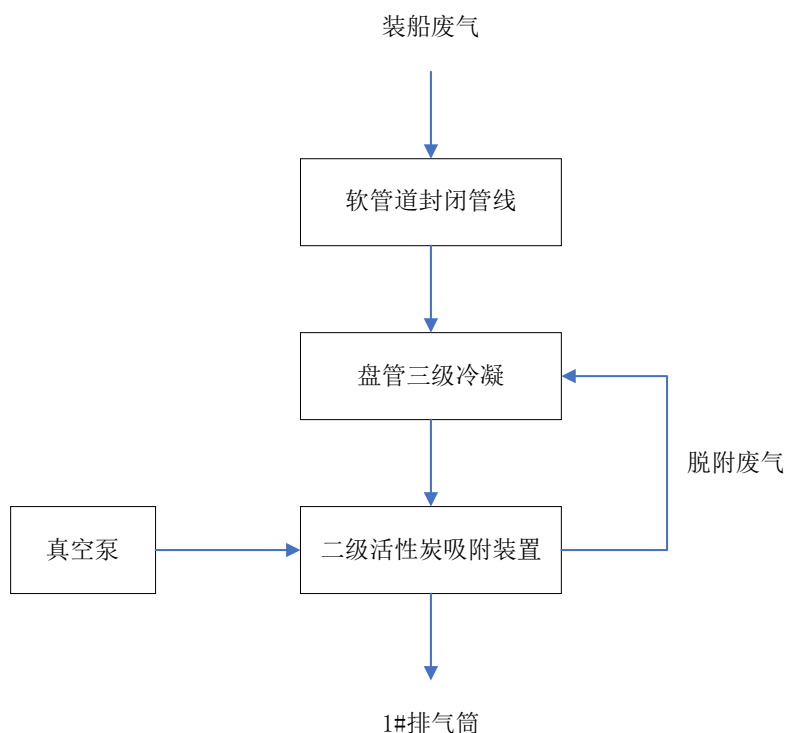 装船废气
软管道封闭管线
盘管三级冷凝
脱附废气
真空泵
二级活性炭吸附装置
1#排气筒